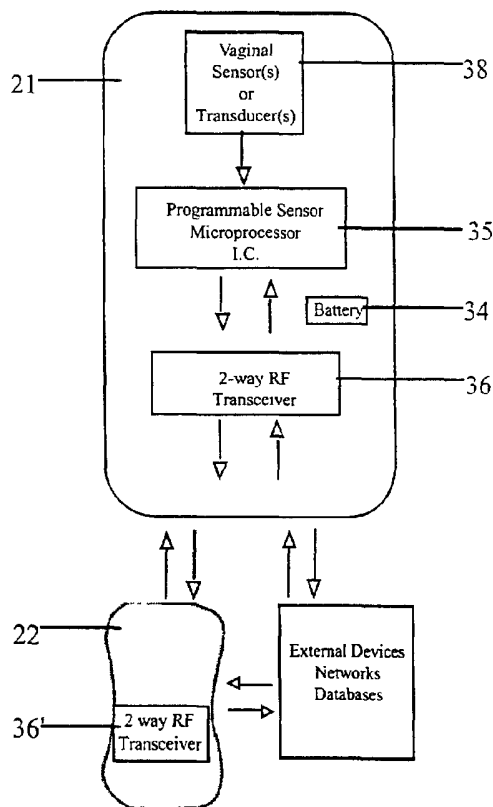 21
Vaginal
Sensor(s)
or
Transducer(s)
38
Programmable Sensor
Microprocessor
I.C.
35
Battery
34
2-way RF
Transceiver
36
22
36'
2 way RF
Transceiver
External Devices
Networks
Databases